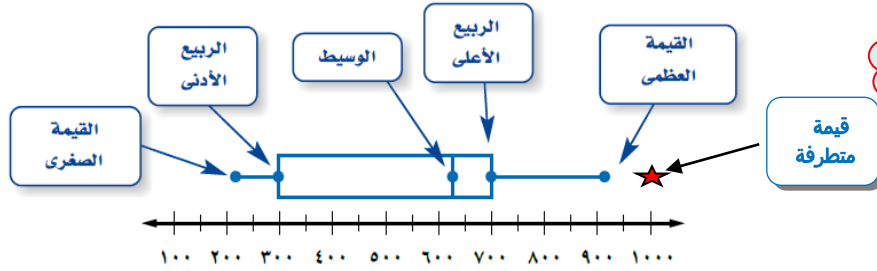 الربيع
الأعلى
القيمة
العظمى
الربيع
الأدنى
الوسيط
قيمة
متطرفة
القيمة
الصغرى
١٠٠ ٢٠٠ ٣٠٠ ٤٠٠ ٥٠٠ ٦٠٠ ٧٠٠ ٨٠٠ ٩٠٠ ١٠٠٠